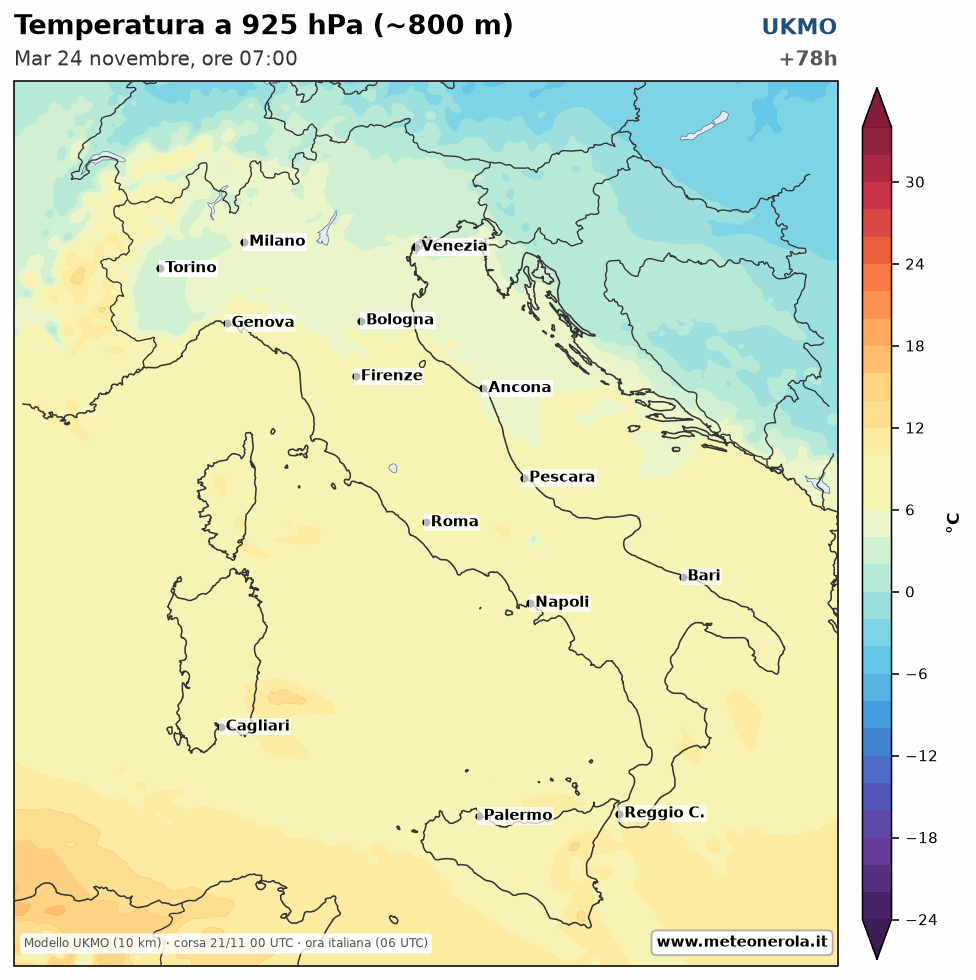 Temperatura a 925 hPa (~800 m)
UKMO
Mar 24 novembre, ore 07:00
+78h
Milano
Venezia
Torino
Genova
Bologna
Firenze
Ancona
Pescara
Roma
Bari
Napoli
Cagliari
Palermo
Reggio C.
30
24
18
12
6
0
−6
−12
−18
−24
°C
Modello UKMO (10 km) · corsa 21/11 00 UTC · ora italiana (06 UTC)
www.meteonerola.it